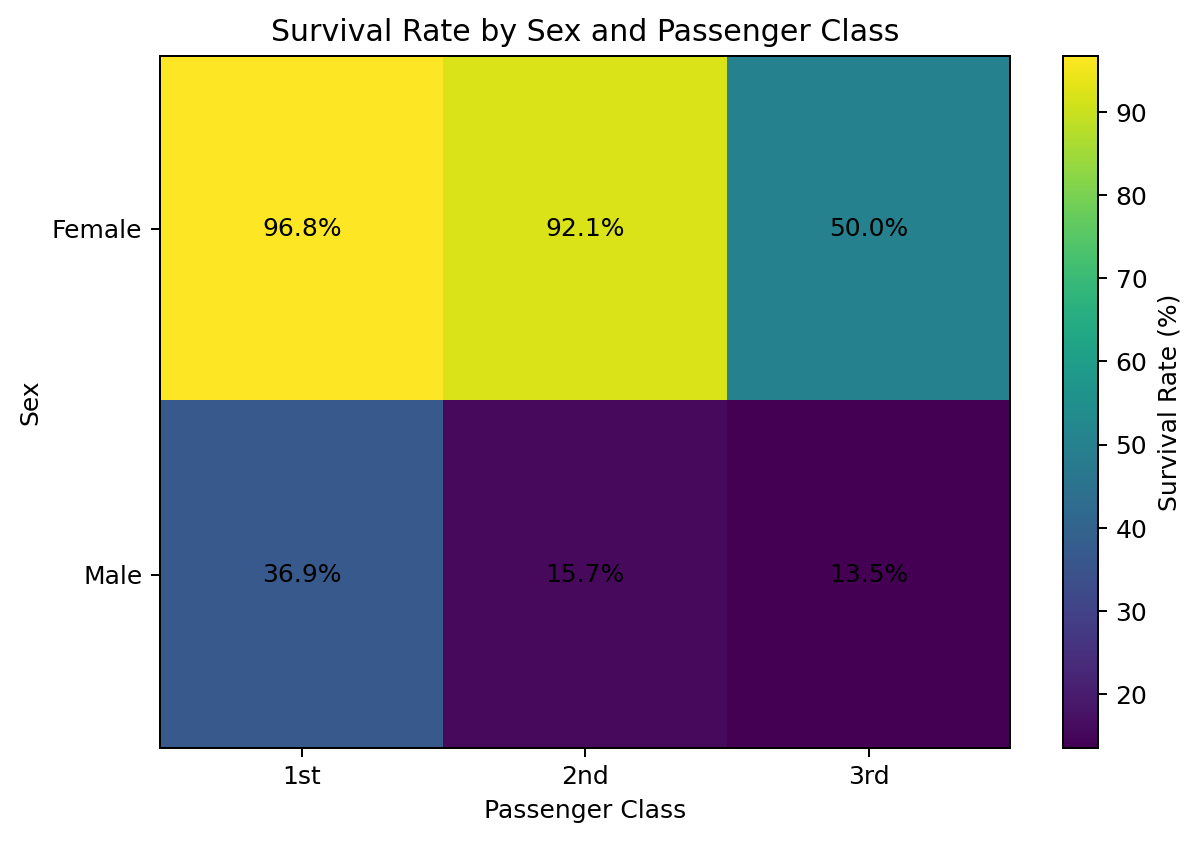 Survival Rate by Sex and Passenger Class
Female
96.8%
92.1%
50.0%
Male
36.9%
15.7%
13.5%
Sex
1st
2nd
3rd
Passenger Class
90
80
70
60
50
40
30
20
Survival Rate (%)